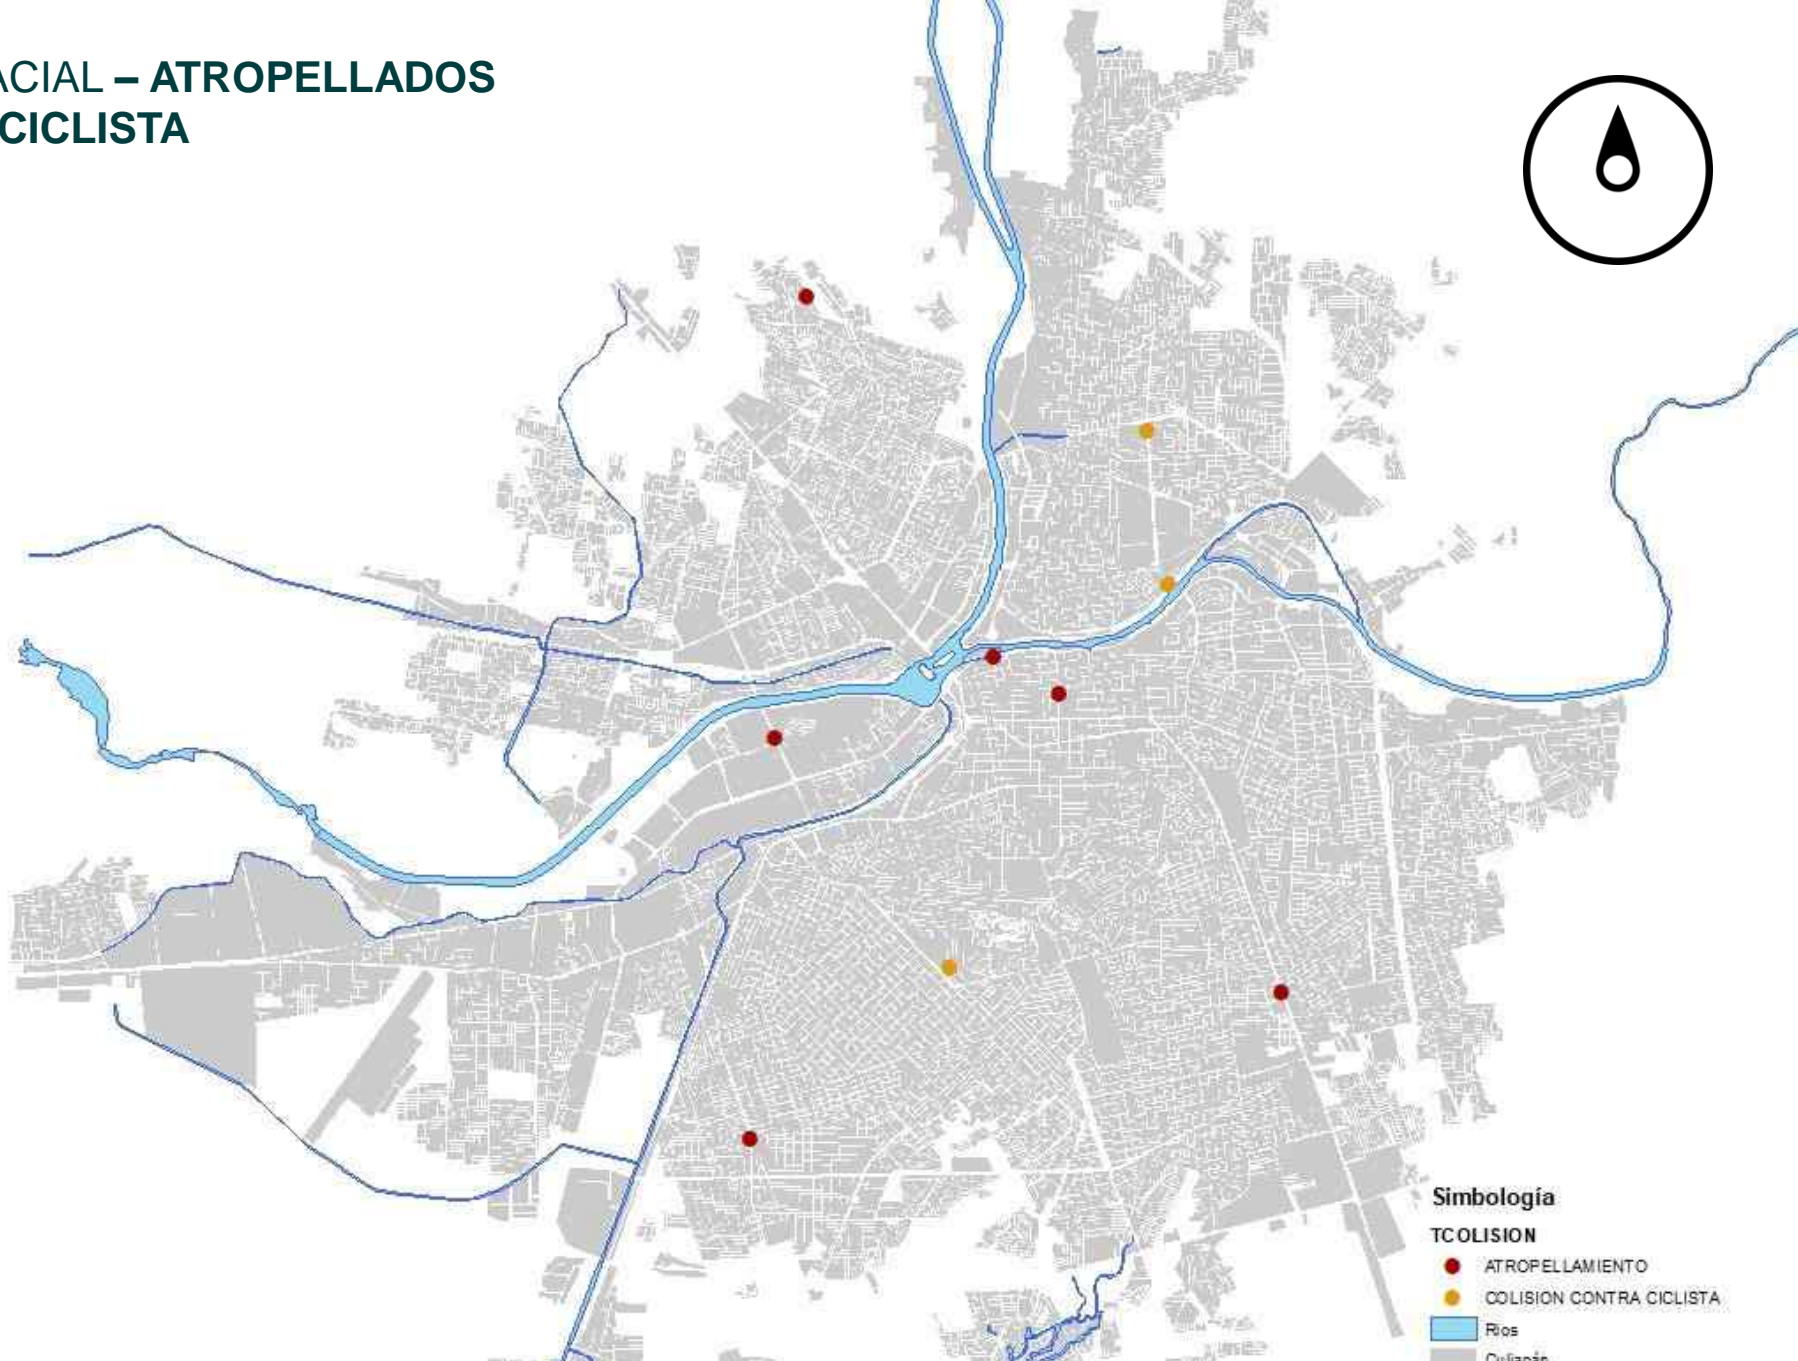 ACIAL – ATROPELLADOS
CICLISTA
Simbología
TCOLISION
ATROPELLAMIENTO
COLISION CONTRA CICLISTA
Rios